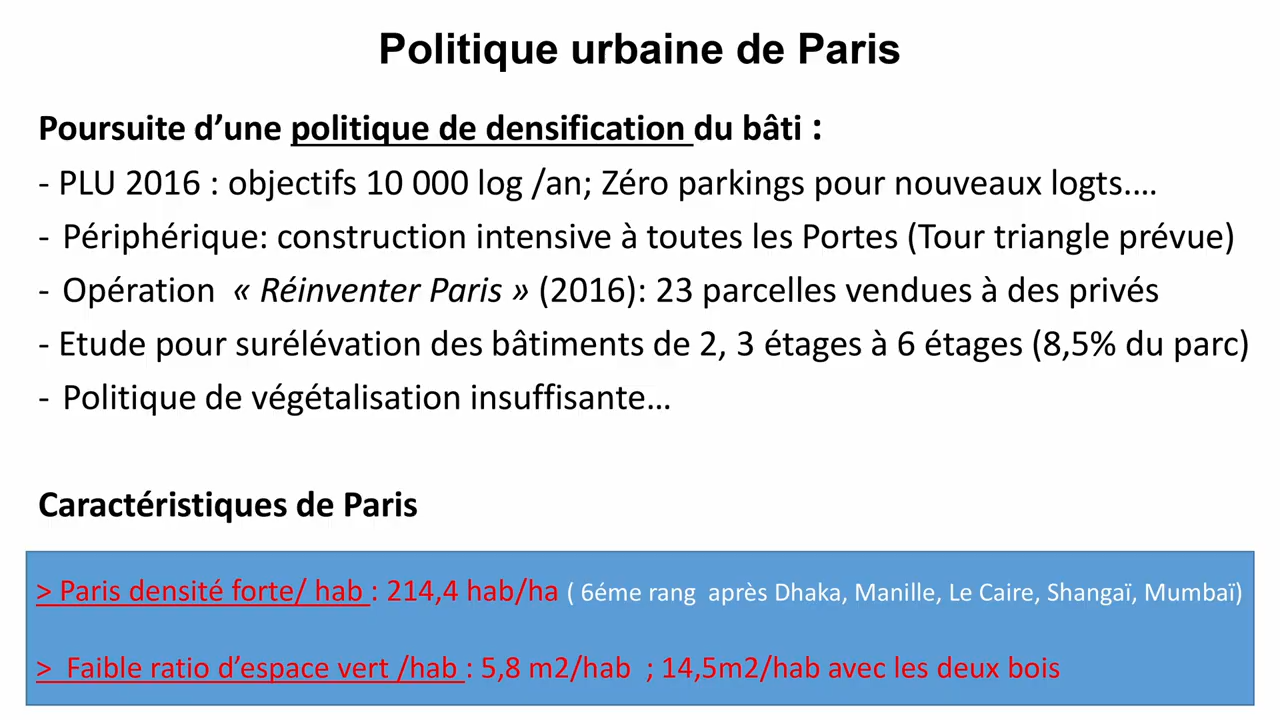 Politique urbaine de Paris
Poursuite d’une politique de densification du bâti :
- PLU 2016 : objectifs 10 000 log /an; Zéro parkings pour nouveaux logts….
- Périphérique: construction intensive à toutes les Portes (Tour triangle prévue)
- Opération « Réinventer Paris » (2016): 23 parcelles vendues à des privés
- Etude pour surélévation des bâtiments de 2, 3 étages à 6 étages (8,5% du parc)
- Politique de végétalisation insuffisante…
Caractéristiques de Paris
> Paris densité forte/ hab : 214,4 hab/ha ( 6éme rang après Dhaka, Manille, Le Caire, Shangaï, Mumbaï)
> Faible ratio d’espace vert /hab : 5,8 m2/hab ; 14,5m2/hab avec les deux bois